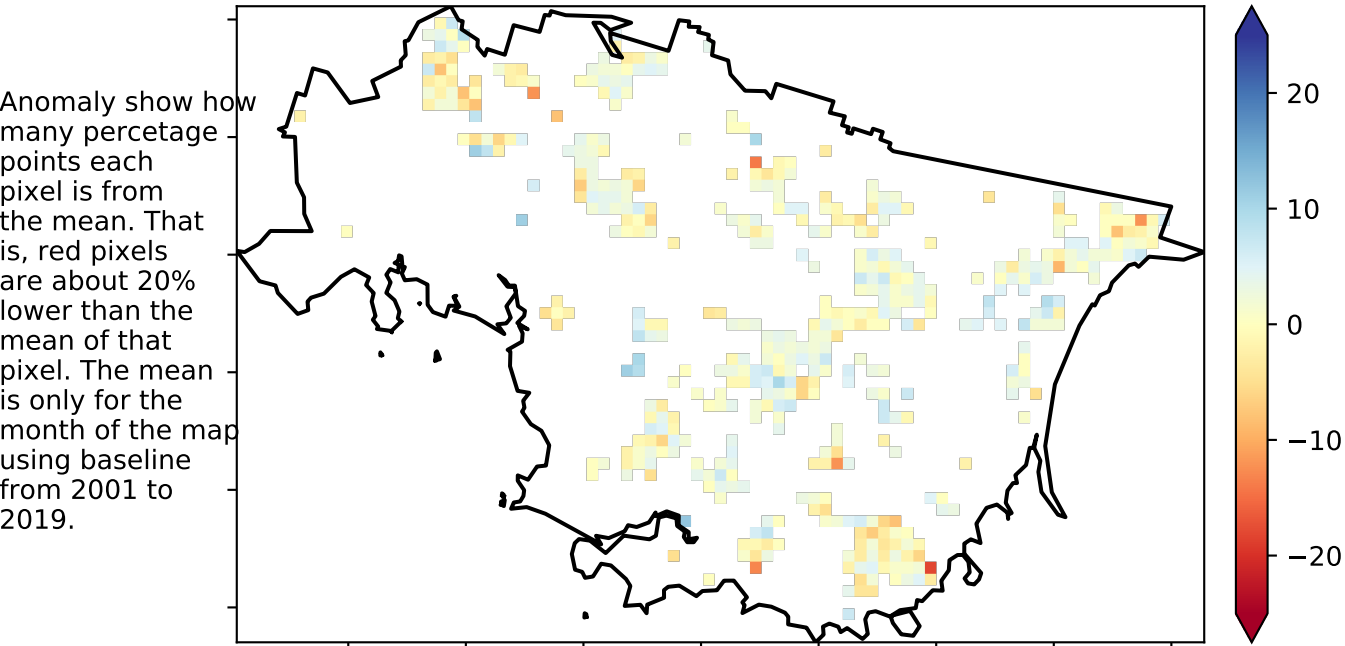 Anomaly show how
many percetage
points each
pixel is from
the mean. That
is, red pixels
are about 20%
lower than the
mean of that
pixel. The mean
is only for the
month of the map
using baseline
from 2001 to
2019.
20
10
0
−10
−20